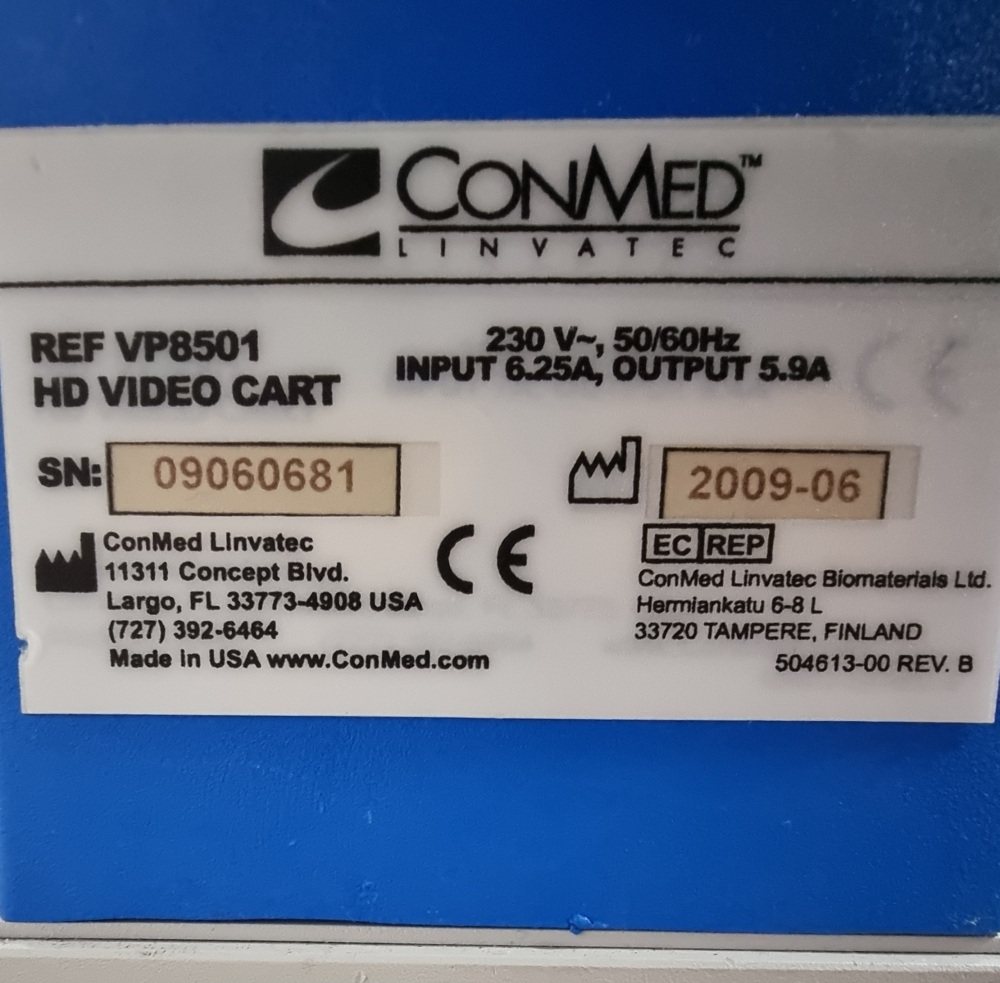 CONMED™
LINVATEC
REF VP8501
HD VIDEO CART
230 V~, 50/60Hz
INPUT 6.25A, OUTPUT 5.9A
CE
SN: 09060681
2009-06
ConMed Linvatec
11311 Concept Blvd.
Largo, FL 33773-4908 USA
(727) 392-6464
Made in USA www.ConMed.com
CE
EC REP
ConMed Linvatec Biomaterials Ltd.
Hermiankatu 6-8 L
33720 TAMPERE, FINLAND
504613-00 REV. B